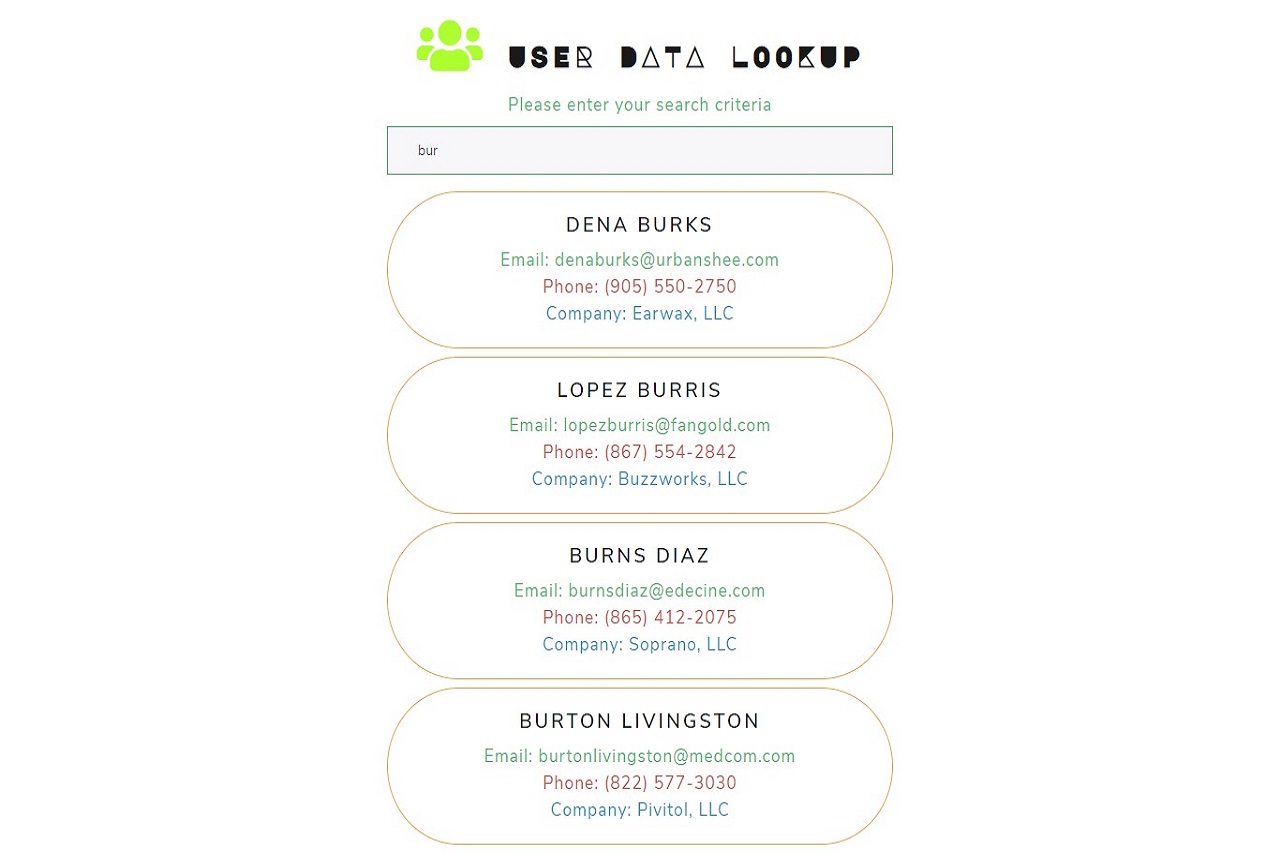 USER DATA LOOKUP
Please enter your search criteria
bur
DENA BURKS
Email: denaburks@urbanshee.com
Phone: (905) 550-2750
Company: Earwax, LLC
LOPEZ BURRIS
Email: lopezburris@fangold.com
Phone: (867) 554-2842
Company: Buzzworks, LLC
BURNS DIAZ
Email: burnsdiaz@edecine.com
Phone: (865) 412-2075
Company: Soprano, LLC
BURTON LIVINGSTON
Email: burtonlivingston@medcom.com
Phone: (822) 577-3030
Company: Pivitol, LLC